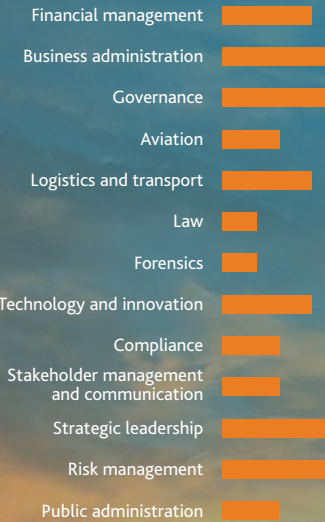 Financial management
Business administration
Governance
Aviation
Logistics and transport
Law
Forensics
Technology and innovation
Compliance
Stakeholder management
and communication
Strategic leadership
Risk management
Public administration